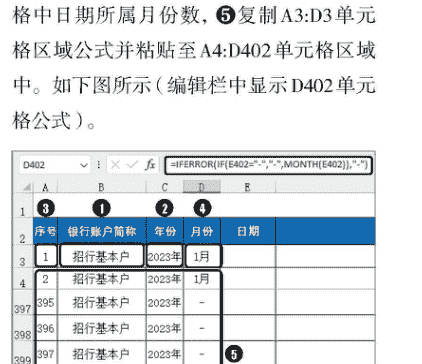 格中日期所属月份数，❺复制A3:D3单元
格区域公式并粘贴至A4:D402单元格区域
中。如下图所示（编辑栏中显示D402单元
格公式）。
D402 fx =IFERROR(IF(E402="-","-",MONTH(E402)),"-")
A B C D E
1 ❸ ❶ ❷ ❹
2 序号 银行账户简称 年份 月份 日期
3 1 招行基本户 2023年 1月
4 2 招行基本户 2023年 1月
397 395 招行基本户 2023年 -
398 396 招行基本户 2023年 -
399 397 招行基本户 2023年 - ❺